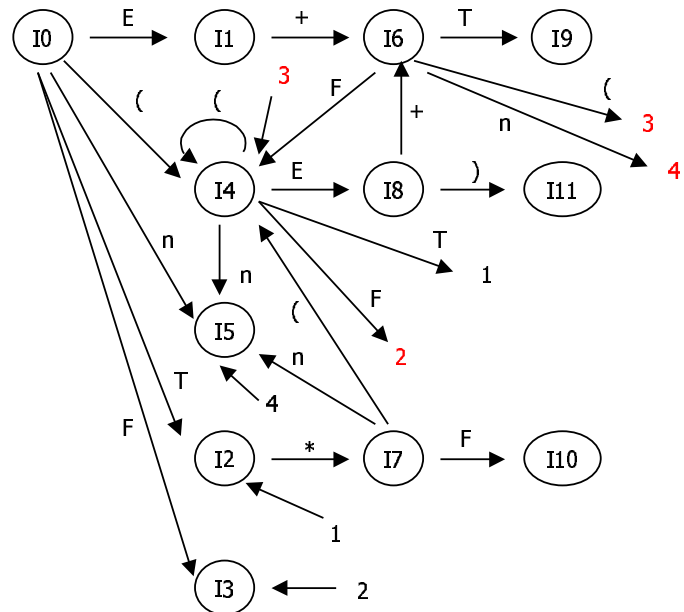 I0 E I1 + I6 T I9
( ( 3 F + n ( 3
4
I4 E I8 ) I11
n n T 1
( F
I5 n 2
T 4
F
I2 * I7 F I10
1
I3 2